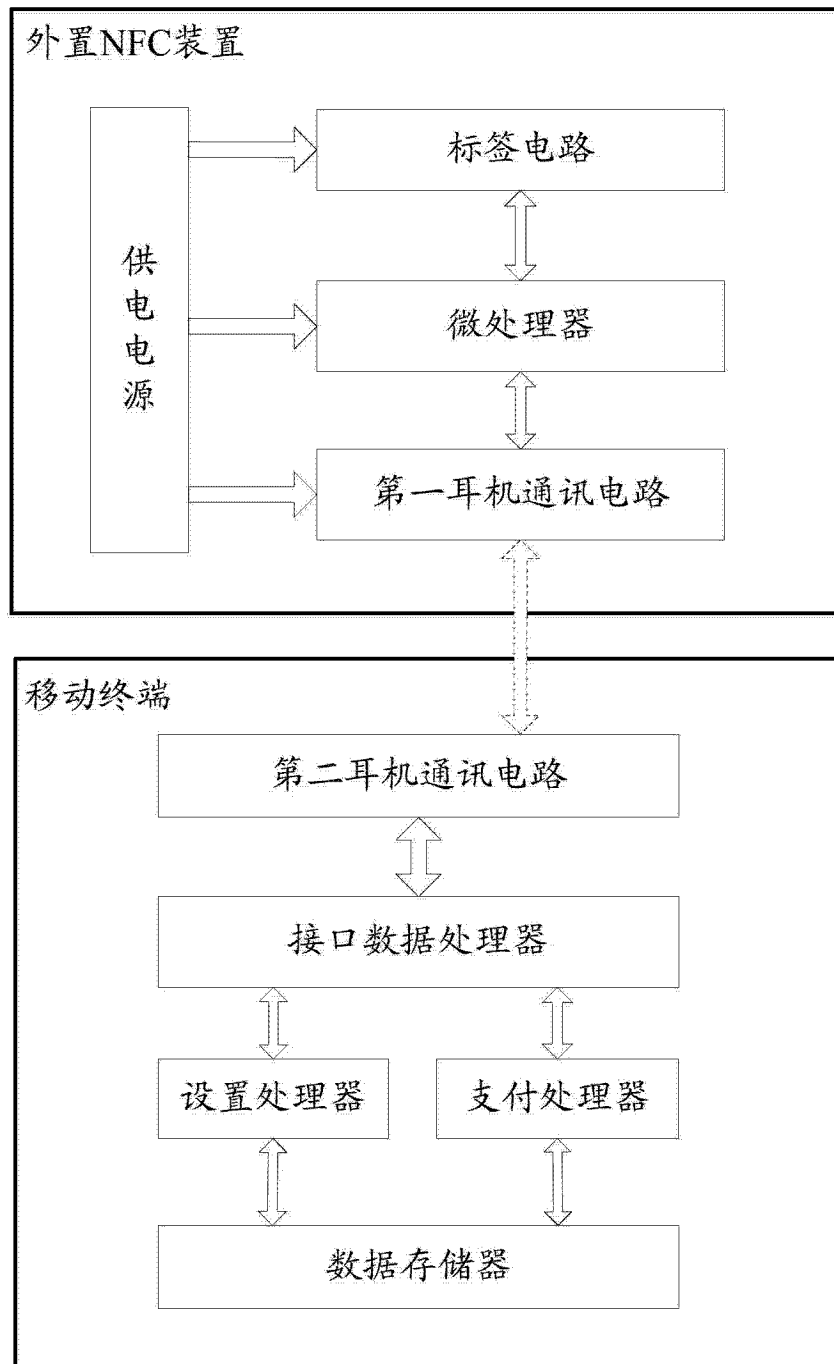 外置NFC装置
标签电路
供电电源
微处理器
第一耳机通讯电路
移动终端
第二耳机通讯电路
接口数据处理器
设置处理器
支付处理器
数据存储器